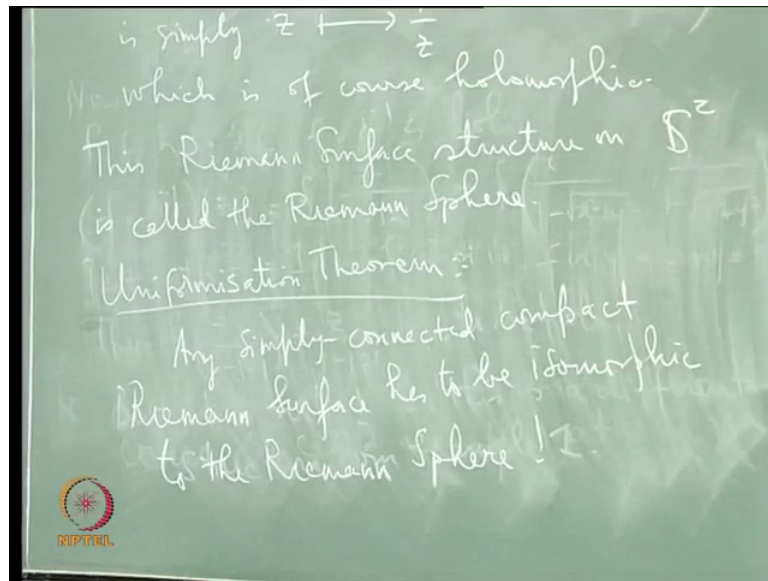 is simply z ⟼ 1/z
which is of course holomorphic.
This Riemann Surface structure on S²
is called the Riemann Sphere.
Uniformisation Theorem :-
Any simply-connected compact
Riemann Surface has to be isomorphic
to the Riemann Sphere!
NPTEL